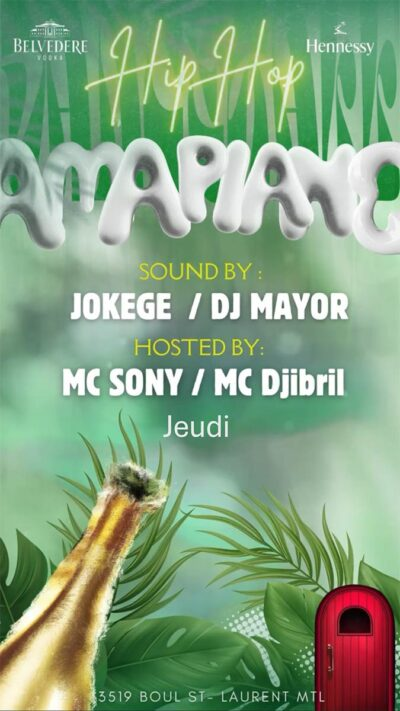 BELVEDERE
VODKA
Hennessy
Hip Hop
AMAPIANO
SOUND BY :
JOKEGE / DJ MAYOR
HOSTED BY:
MC SONY / MC Djibril
Jeudi
3519 BOUL ST- LAURENT MTL